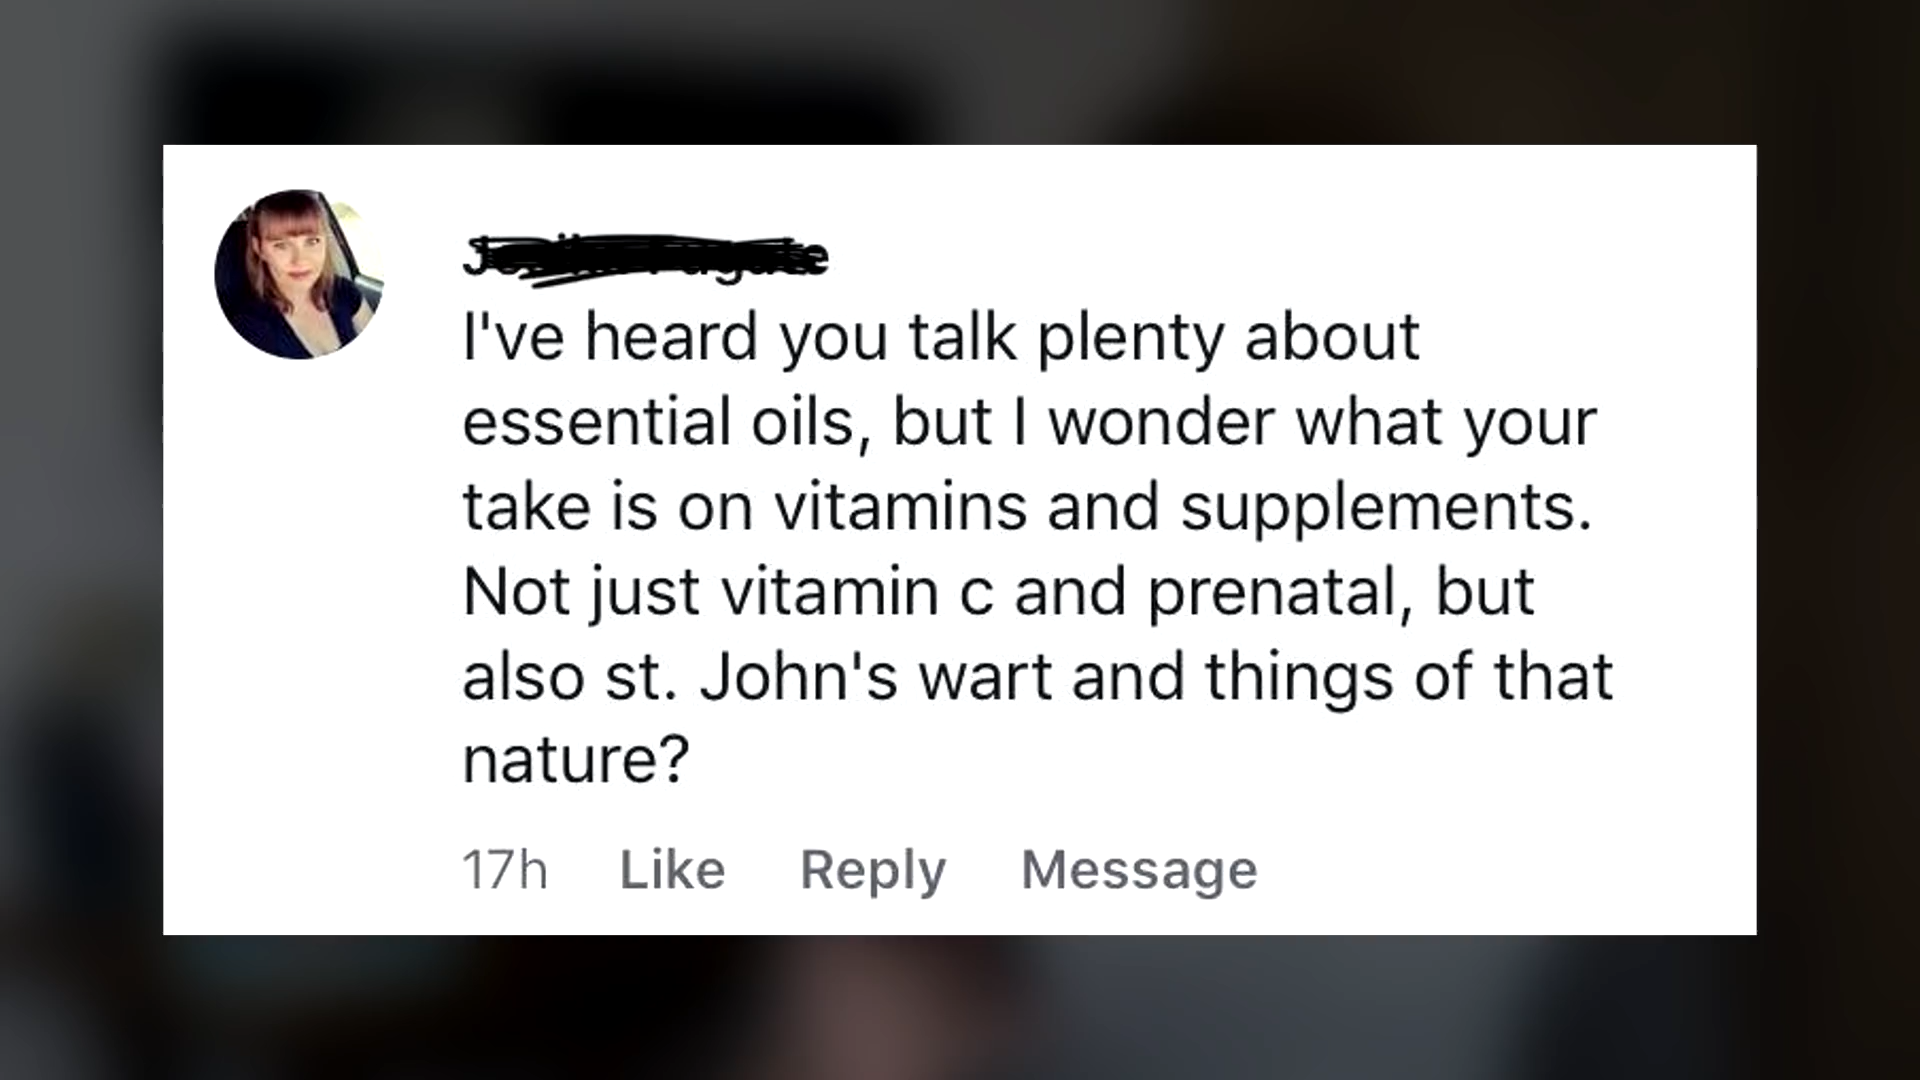 I've heard you talk plenty about
essential oils, but I wonder what your
take is on vitamins and supplements.
Not just vitamin c and prenatal, but
also st. John's wart and things of that
nature?
17h Like Reply Message